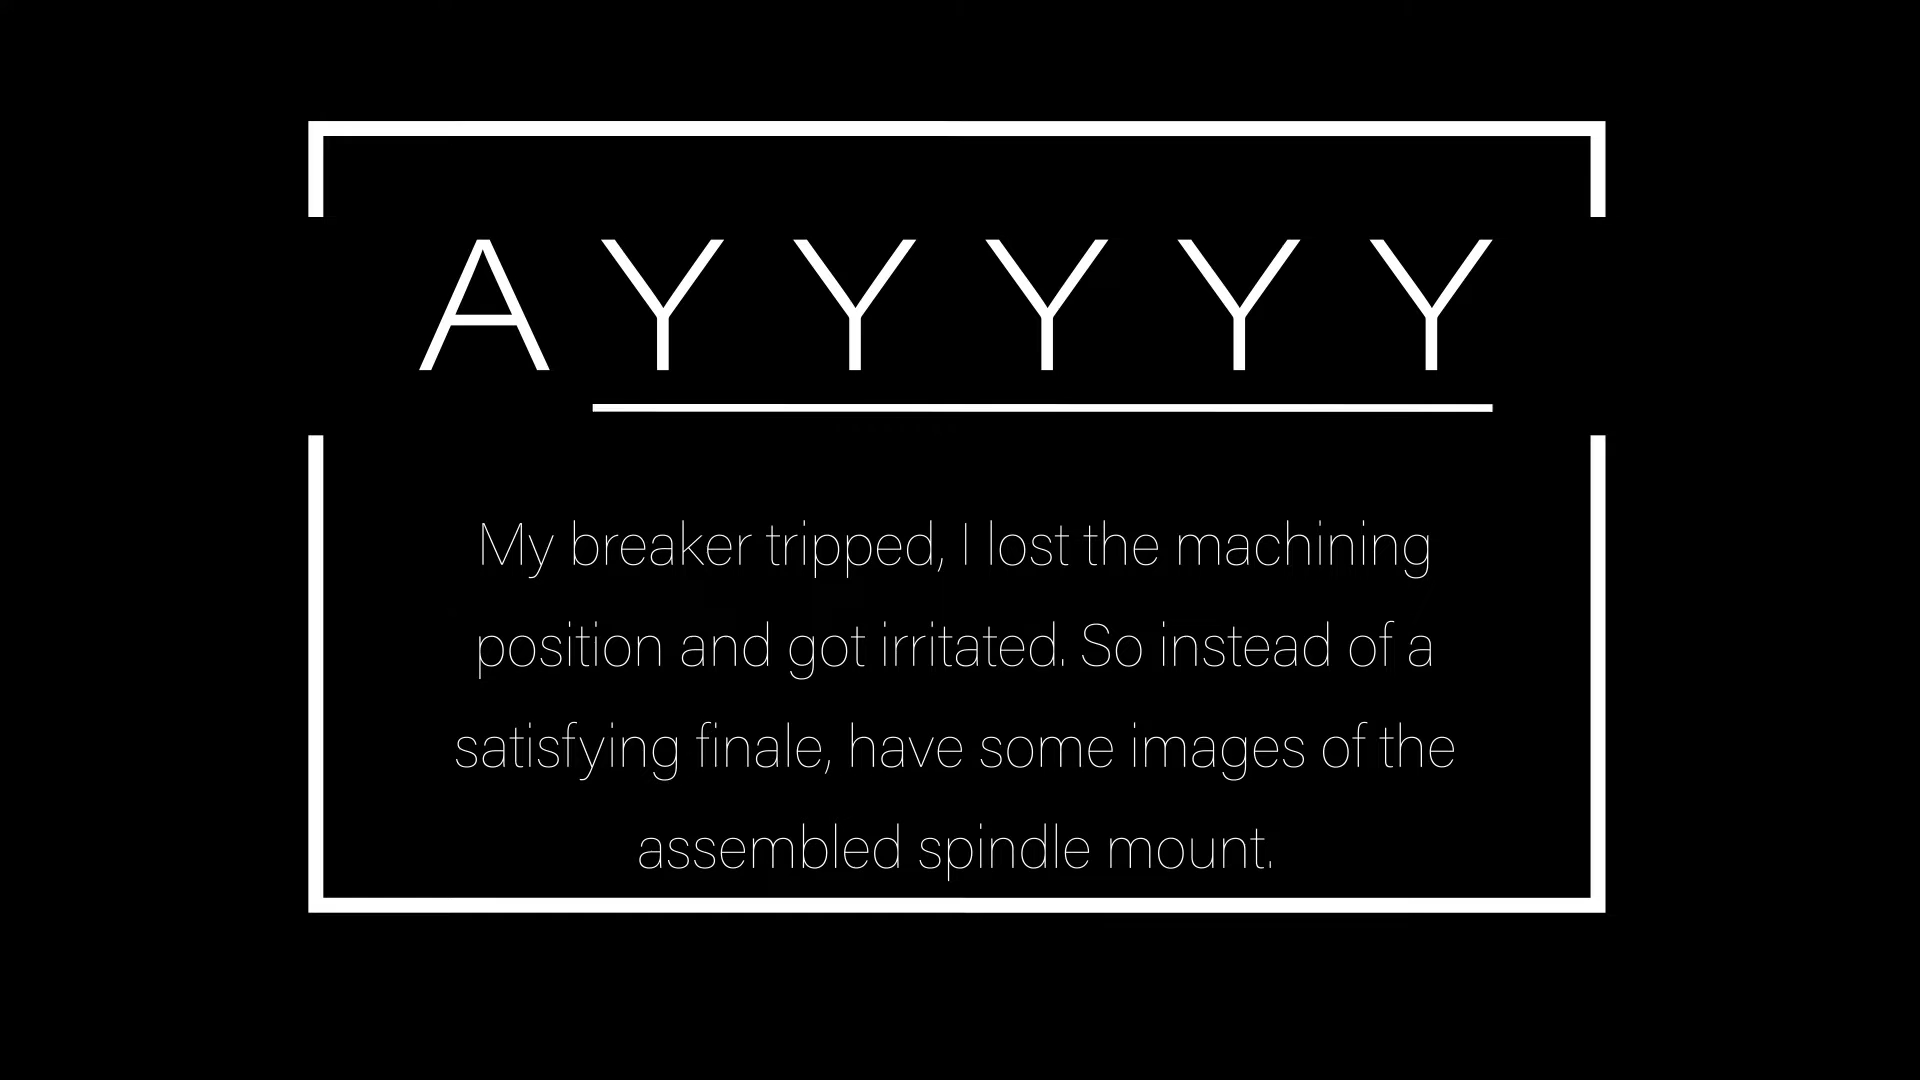 AYYYYY
My breaker tripped, I lost the machining
position and got irritated. So instead of a
satisfying finale, have some images of the
assembled spindle mount.